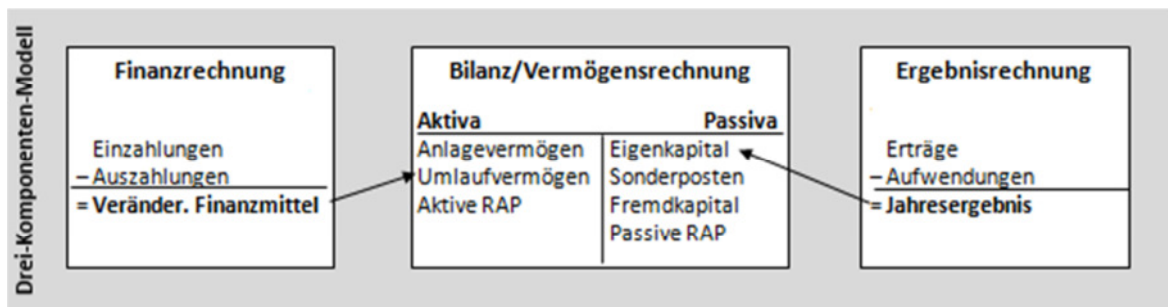 Drei-Komponenten-Modell
Finanzrechnung
Einzahlungen
– Auszahlungen
= Veränder. Finanzmittel
Bilanz/Vermögensrechnung
Aktiva Passiva
Anlagevermögen Eigenkapital
Umlaufvermögen Sonderposten
Aktive RAP Fremdkapital
Passive RAP
Ergebnisrechnung
Erträge
– Aufwendungen
= Jahresergebnis